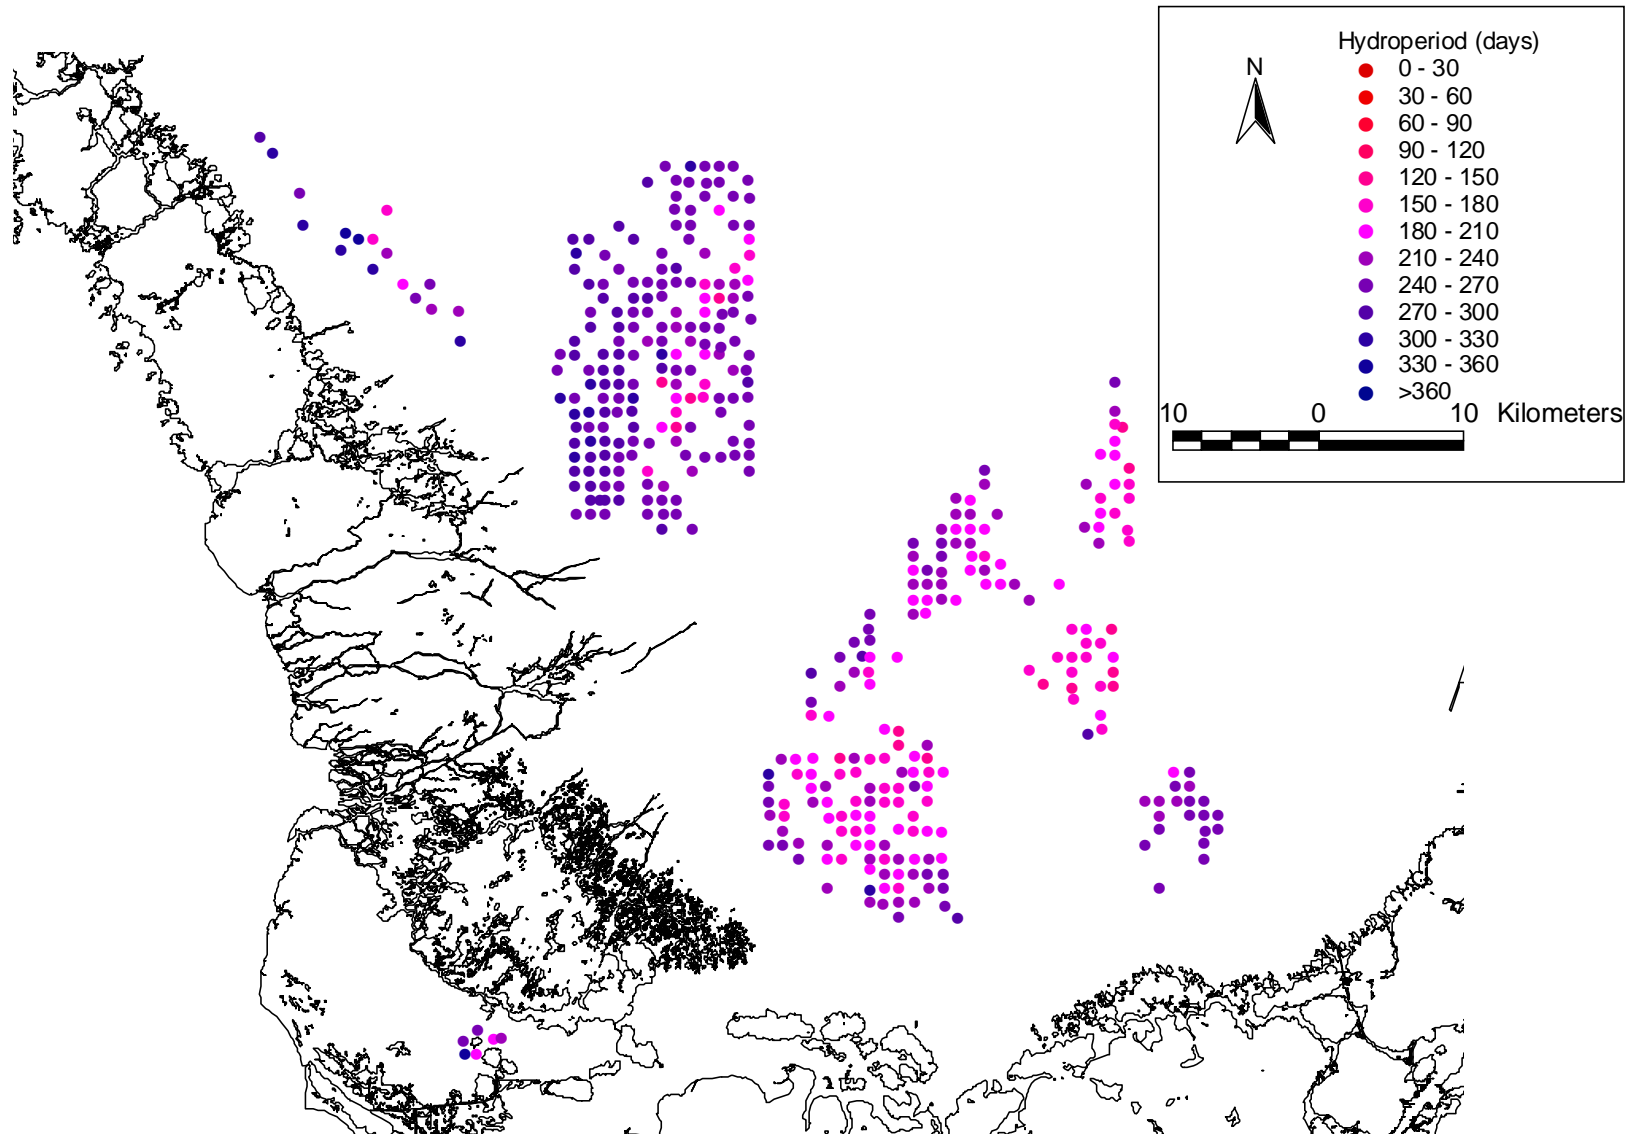 Hydroperiod (days)
N
0 - 30
30 - 60
60 - 90
90 - 120
120 - 150
150 - 180
180 - 210
210 - 240
240 - 270
270 - 300
300 - 330
330 - 360
>360
10 0 10 Kilometers